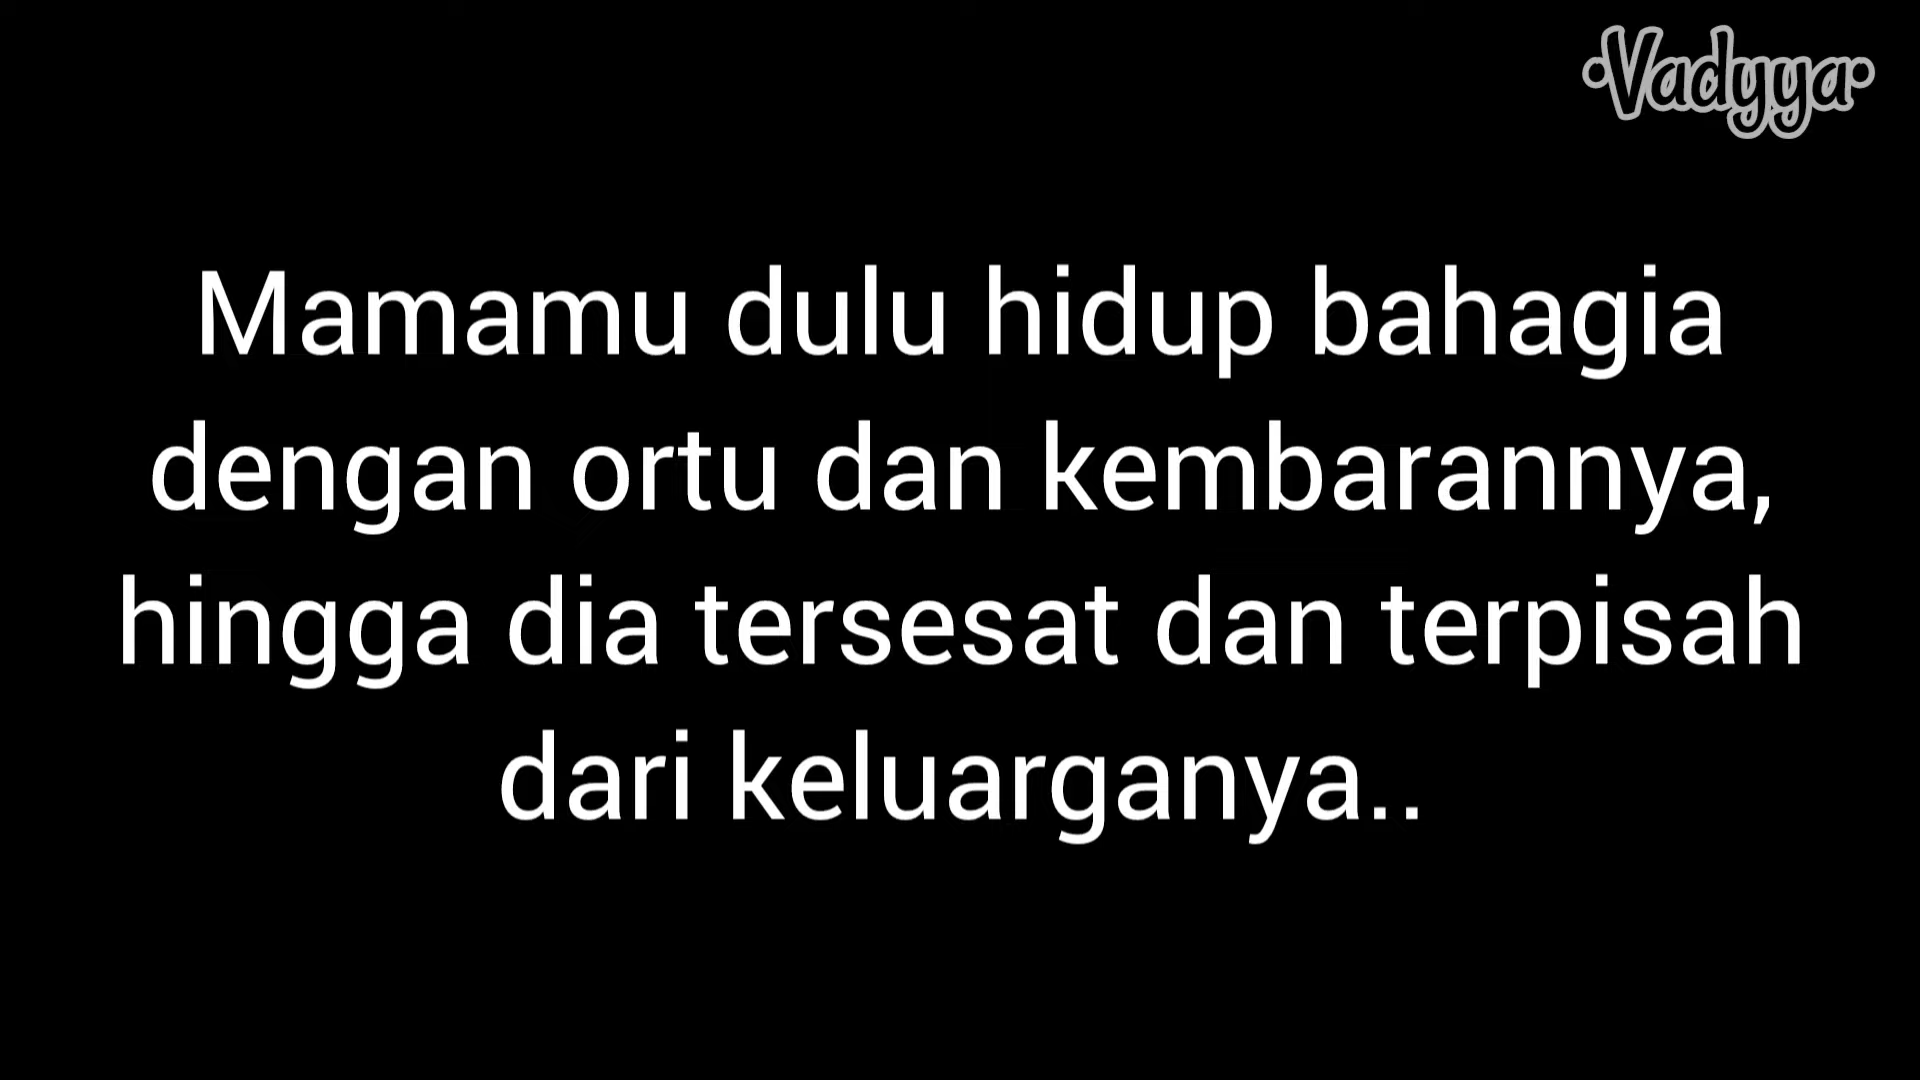 •Vadyya•
Mamamu dulu hidup bahagia
dengan ortu dan kembarannya,
hingga dia tersesat dan terpisah
dari keluarganya..